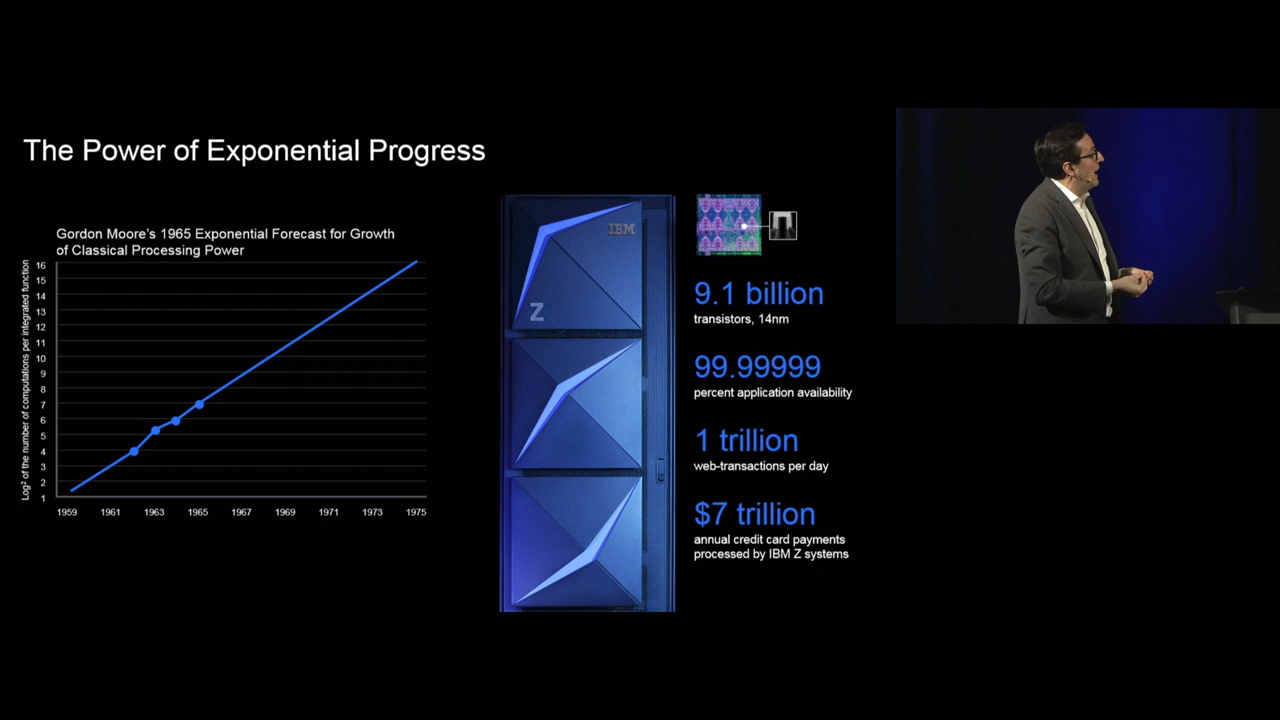 The Power of Exponential Progress
Gordon Moore's 1965 Exponential Forecast for Growth
of Classical Processing Power
Log² of the number of computations per integrated function
16
15
14
13
12
11
10
9
8
7
6
5
4
3
2
1
1959 1961 1963 1965 1967 1969 1971 1973 1975
IBM
Z
9.1 billion
transistors, 14nm
99.99999
percent application availability
1 trillion
web-transactions per day
$7 trillion
annual credit card payments
processed by IBM Z systems